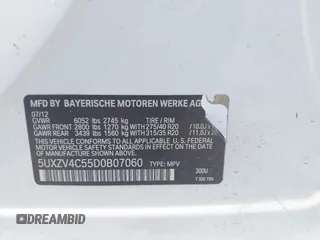 MFD BY BAYERISCHE MOTOREN WERKE AG
07/12
GVWR 6052 lbs 2745 kg TIRE / RIM
GAWR FRONT 2800 lbs 1270 kg 275/40 R20
GAWR REAR 3439 lbs 1560 kg 315/35 R20
THIS VEHICLE CONFORMS TO ALL APPLICABLE
U. S. FEDERAL MOTOR VEHICLE SAFETY
STANDARDS IN EFFECT ON THE DATE OF
MANUFACTURE SHOWN ABOVE.
5UXZV4C55D0B07060 TYPE: MPV
300U
© CARDEALERCOST.COM